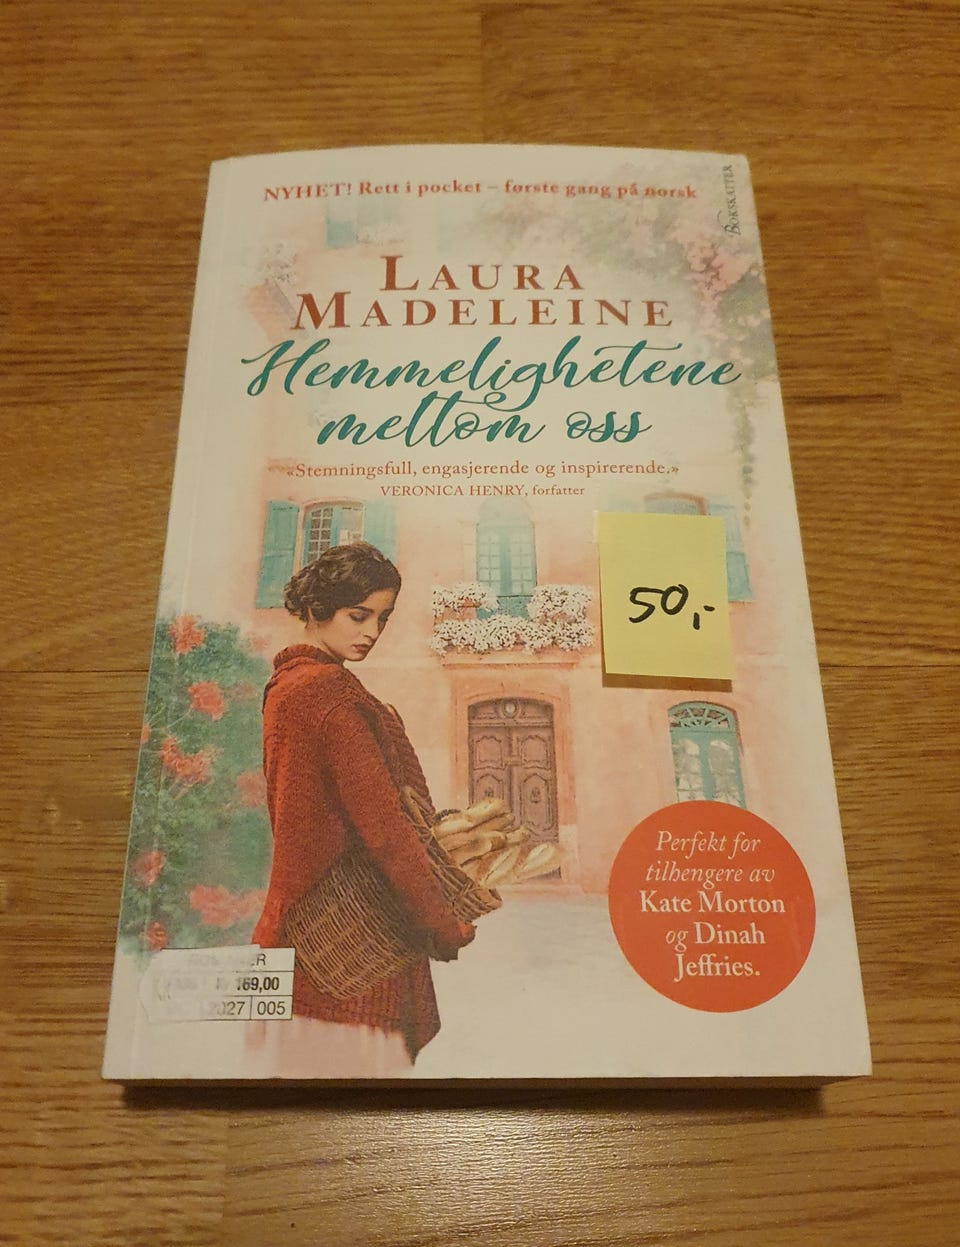 NYHET! Rett i pocket – første gang på norsk
BOKSKATTER
LAURA
MADELEINE
Hemmelighetene
mellom oss
«Stemningsfull, engasjerende og inspirerende.»
VERONICA HENRY, forfatter
50,-
Perfekt for
tilhengere av
Kate Morton
og Dinah
Jeffries.
169,00
005